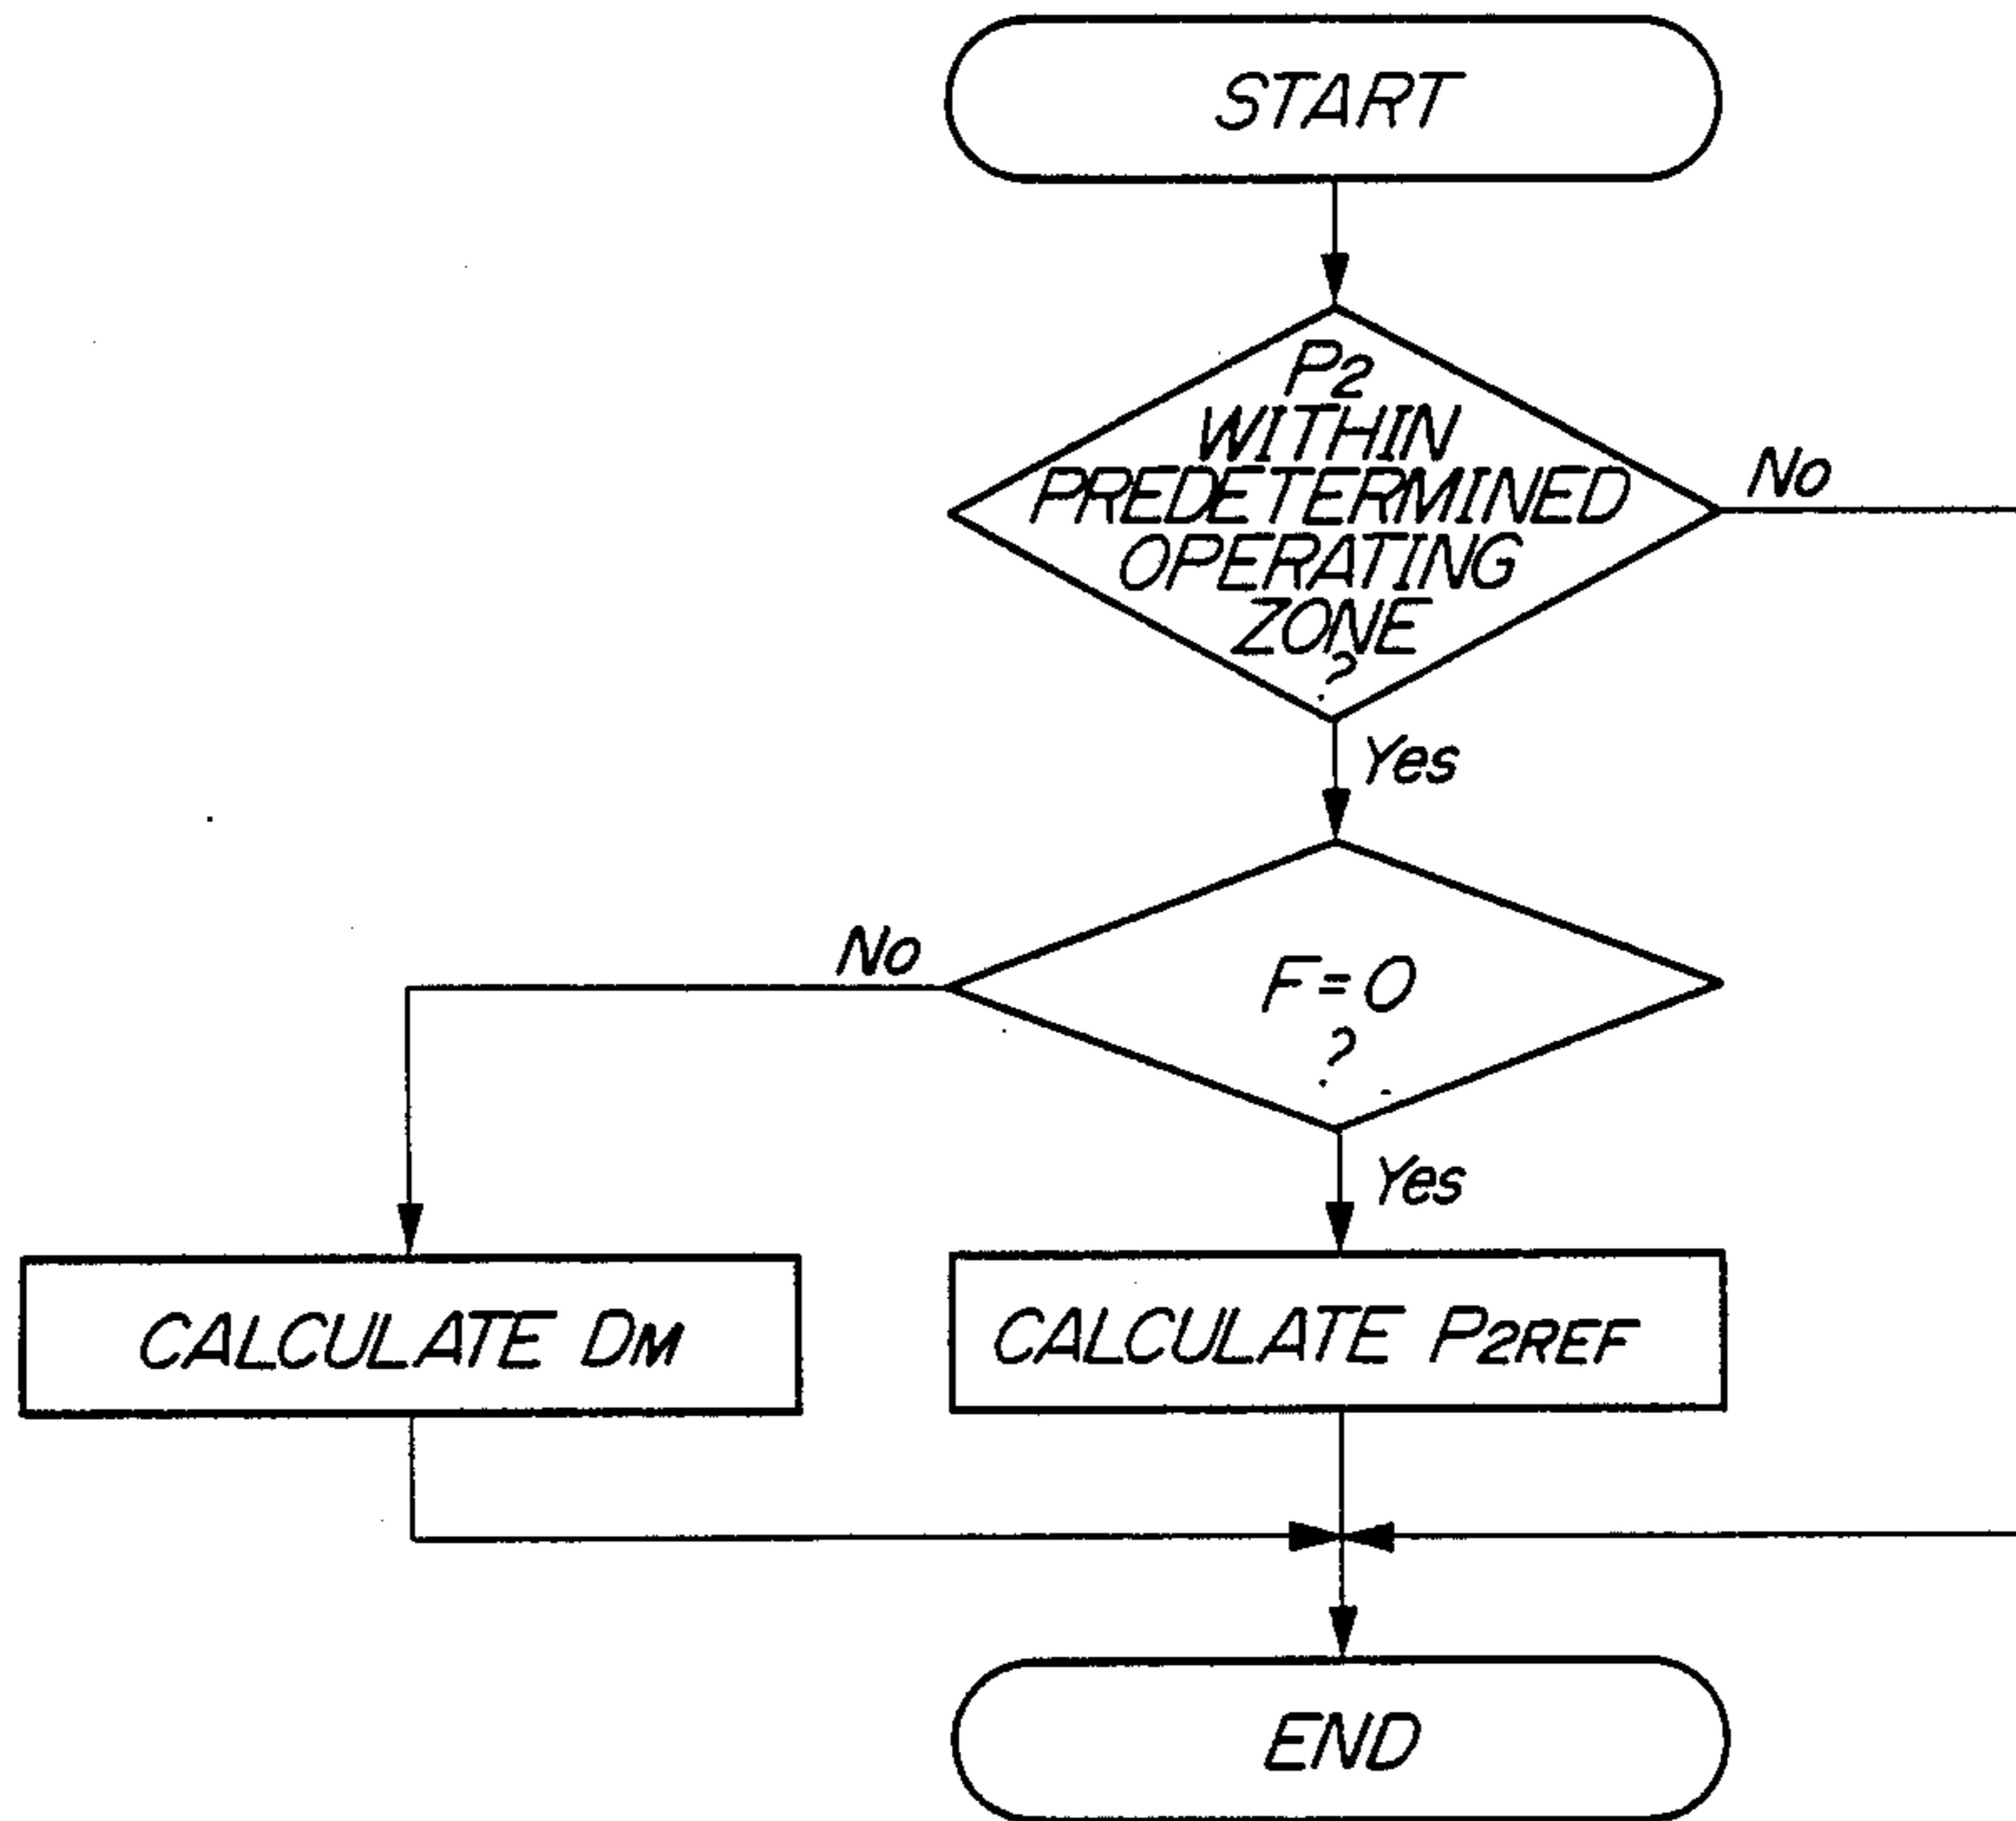 START
P2
WITHIN
PREDETERMINED
OPERATING
ZONE
?
No
Yes
F=0
?
No
Yes
CALCULATE DM
CALCULATE P2REF
END